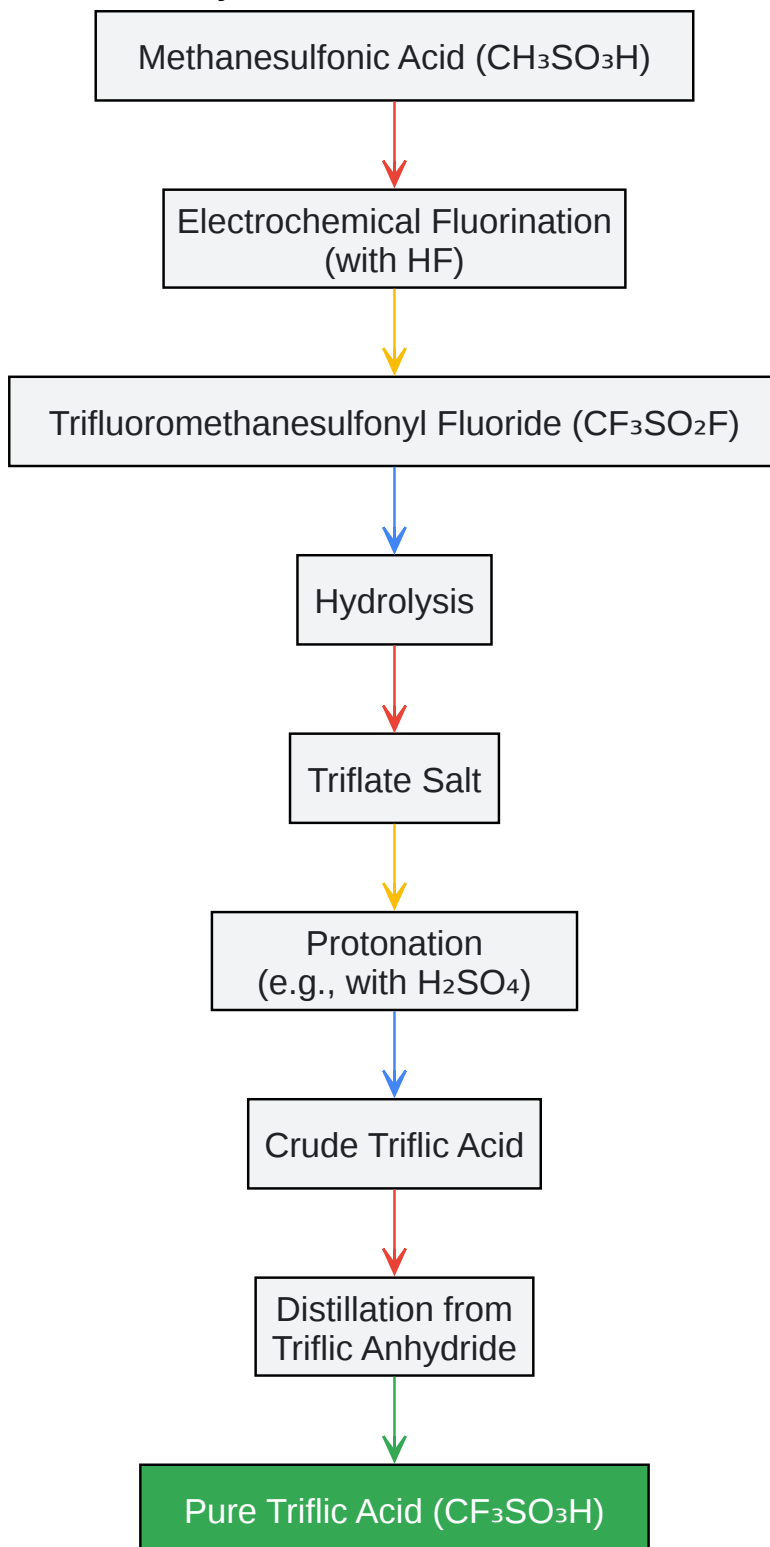 Methanesulfonic Acid (CH₃SO₃H)
Electrochemical Fluorination
(with HF)
Trifluoromethanesulfonyl Fluoride (CF₃SO₂F)
Hydrolysis
Triflate Salt
Protonation
(e.g., with H₂SO₄)
Crude Triflic Acid
Distillation from
Triflic Anhydride
Pure Triflic Acid (CF₃SO₃H)